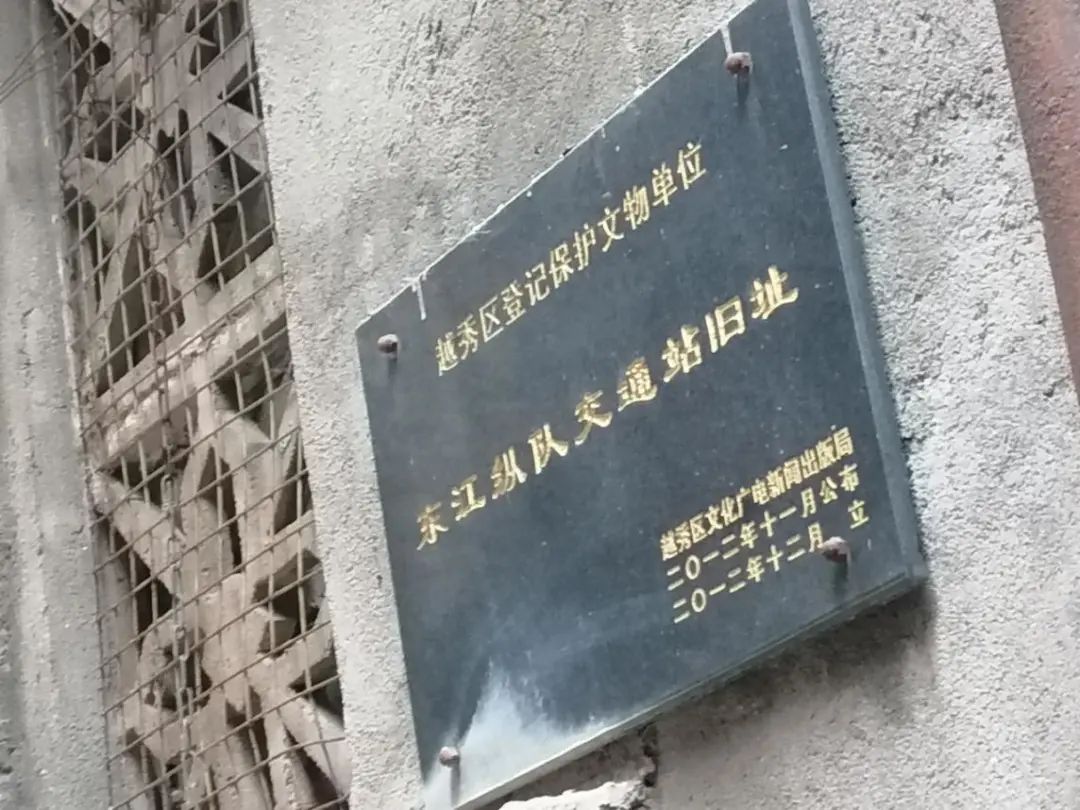 越秀区登记保护文物单位
东江纵队交通站旧址
越秀区文化广电新闻出版局
二〇一二年十一月公布
二〇一二年十二月 立